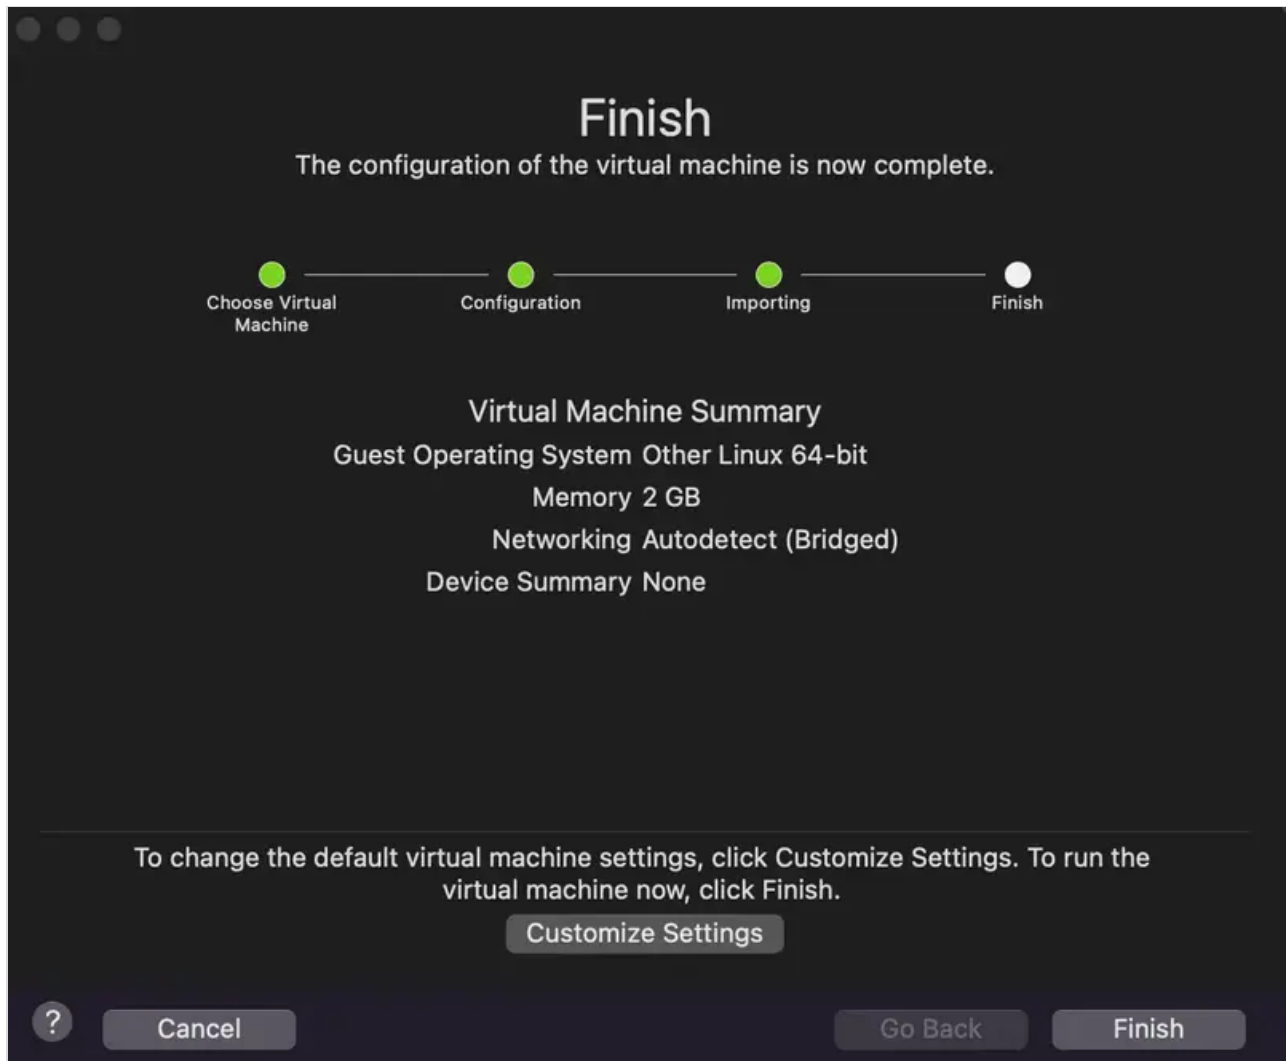 Finish
The configuration of the virtual machine is now complete.
Choose Virtual
Machine
Configuration
Importing
Finish
Virtual Machine Summary
Guest Operating System Other Linux 64-bit
Memory 2 GB
Networking Autodetect (Bridged)
Device Summary None
To change the default virtual machine settings, click Customize Settings. To run the
virtual machine now, click Finish.
Customize Settings
?
Cancel
Go Back
Finish